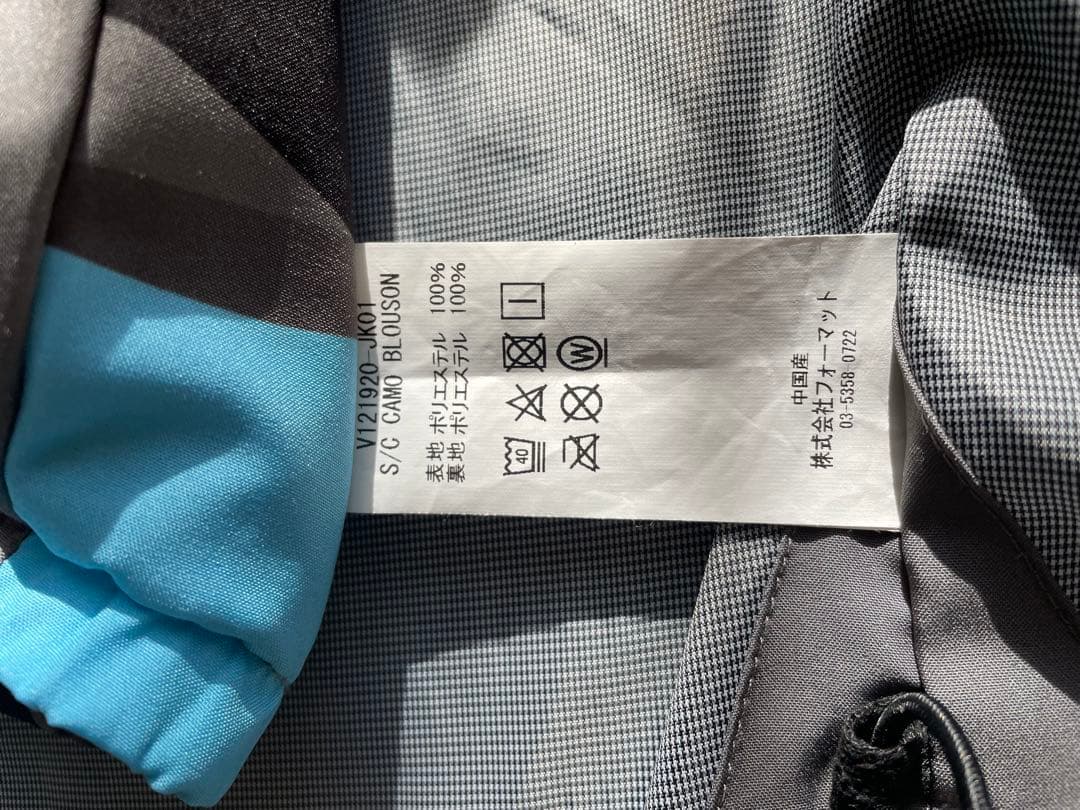 V121920-JK01
S/C CAMO BLOUSON
表地 ポリエステル 100%
裏地 ポリエステル 100%
40
W
中国産
株式会社フォーマット
03-5358-0722